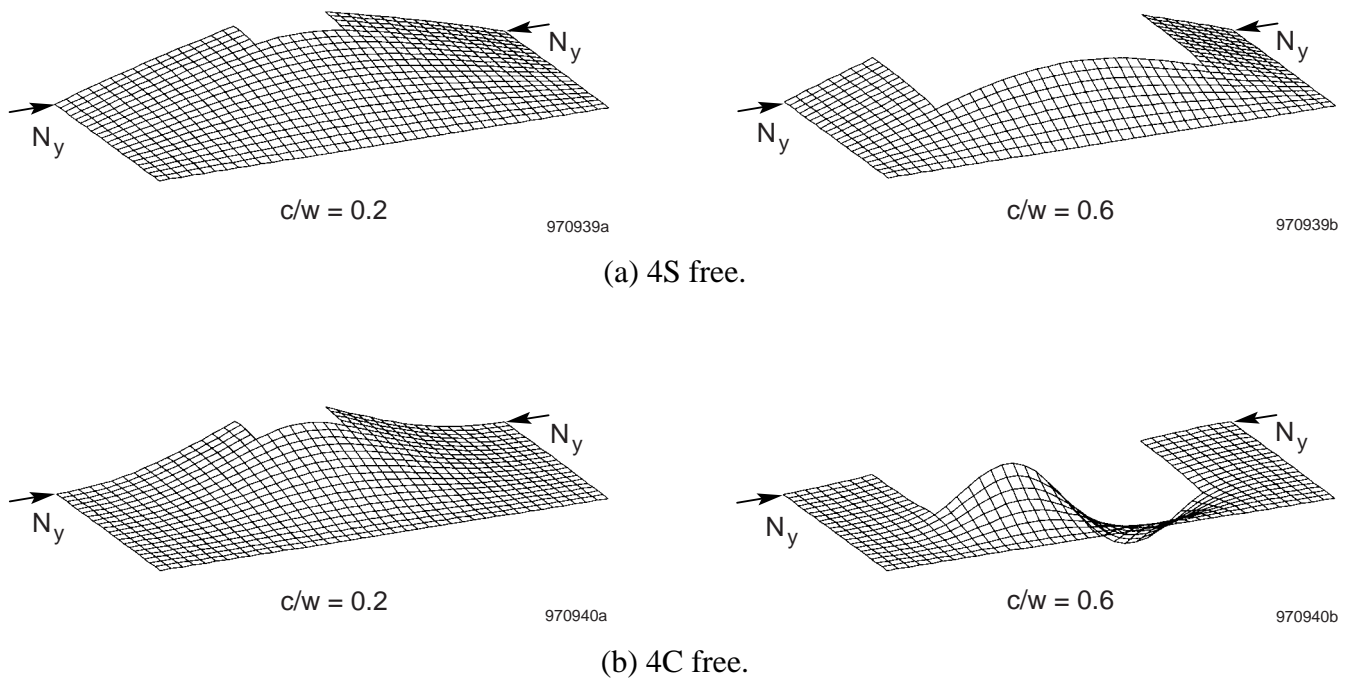 N_y
N_y
c/w = 0.2
970939a
N_y
N_y
c/w = 0.6
970939b
(a) 4S free.
N_y
N_y
c/w = 0.2
970940a
N_y
N_y
c/w = 0.6
970940b
(b) 4C free.